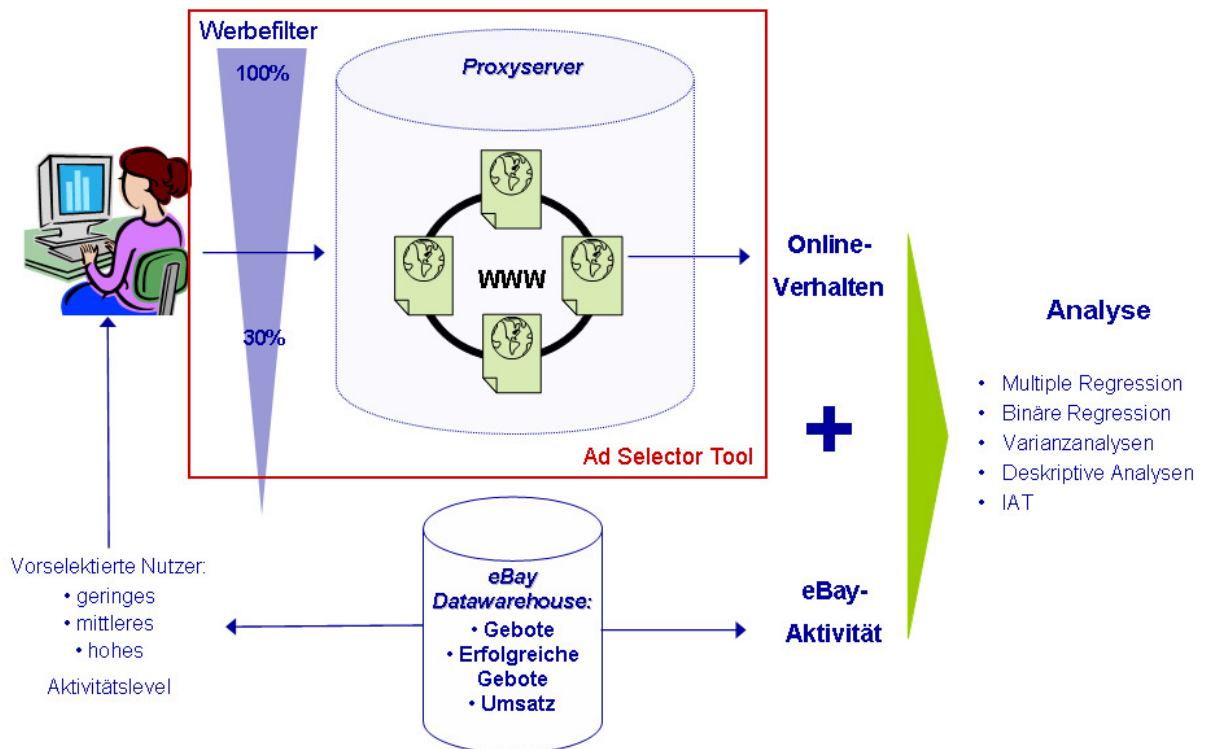 Werbefilter
100%
30%
Proxyserver
WWW
Ad Selector Tool
Online-
Verhalten
+
eBay-
Aktivität
Analyse
• Multiple Regression
• Binäre Regression
• Varianzanalysen
• Deskriptive Analysen
• IAT
Vorselektierte Nutzer:
• geringes
• mittleres
• hohes
Aktivitätslevel
eBay
Datawarehouse:
• Gebote
• Erfolgreiche
Gebote
• Umsatz